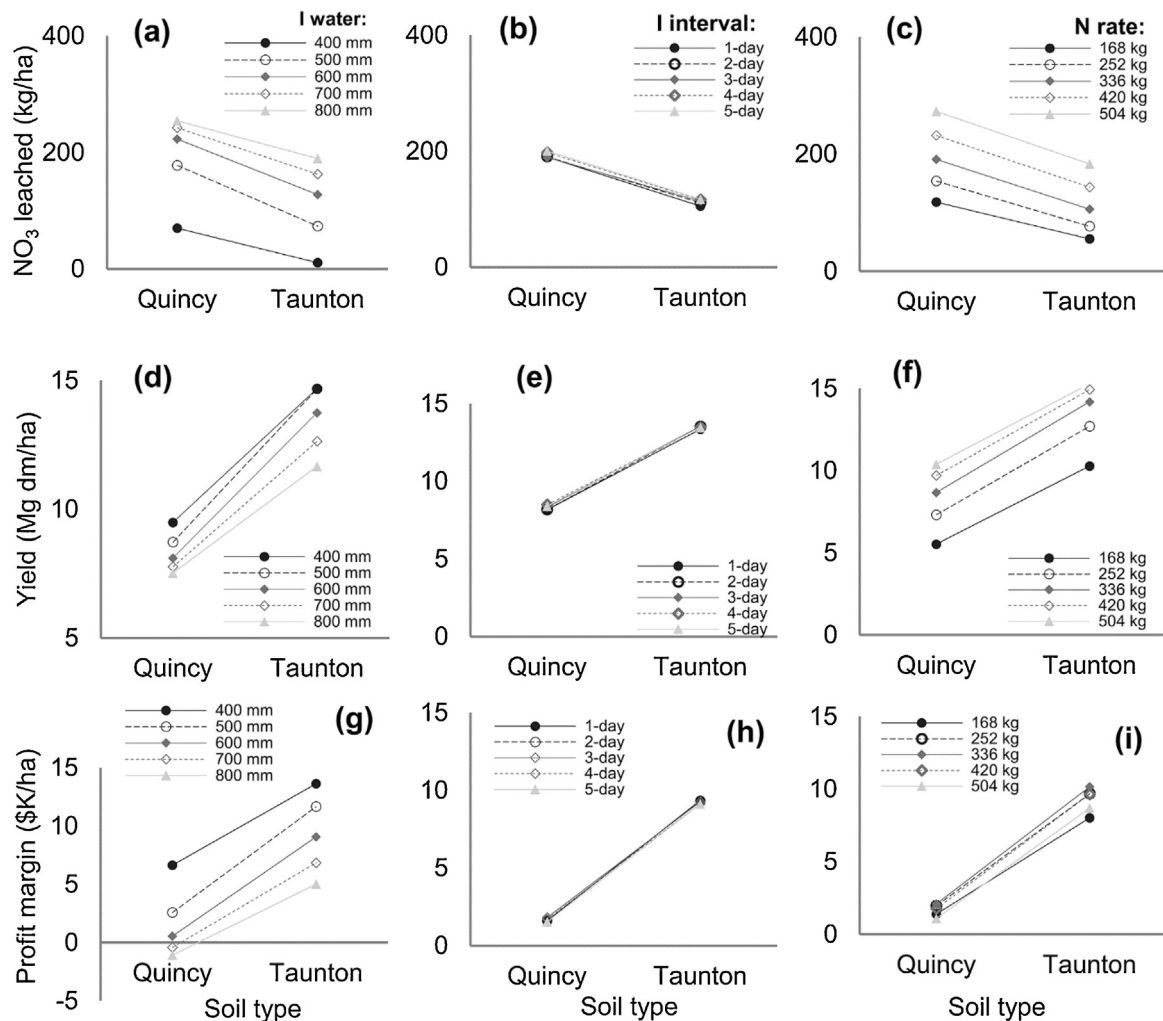 (a)
I water:
400 mm
500 mm
600 mm
700 mm
800 mm
400
200
0
NO3 leached (kg/ha)
Quincy Taunton
(b)
I interval:
1-day
2-day
3-day
4-day
5-day
400
200
0
Quincy Taunton
(c)
N rate:
168 kg
252 kg
336 kg
420 kg
504 kg
400
200
0
Quincy Taunton
(d)
15
10
5
Yield (Mg dm/ha)
400 mm
500 mm
600 mm
700 mm
800 mm
Quincy Taunton
(e)
15
10
5
0
1-day
2-day
3-day
4-day
5-day
Quincy Taunton
(f)
15
10
5
0
168 kg
252 kg
336 kg
420 kg
504 kg
Quincy Taunton
400 mm
500 mm
600 mm
700 mm
800 mm
(g)
15
10
5
0
-5
Profit margin ($K/ha)
Quincy Taunton
Soil type
1-day
2-day
3-day
4-day
5-day
(h)
15
10
5
0
Quincy Taunton
Soil type
168 kg
252 kg
336 kg
420 kg
504 kg
(i)
15
10
5
0
Quincy Taunton
Soil type